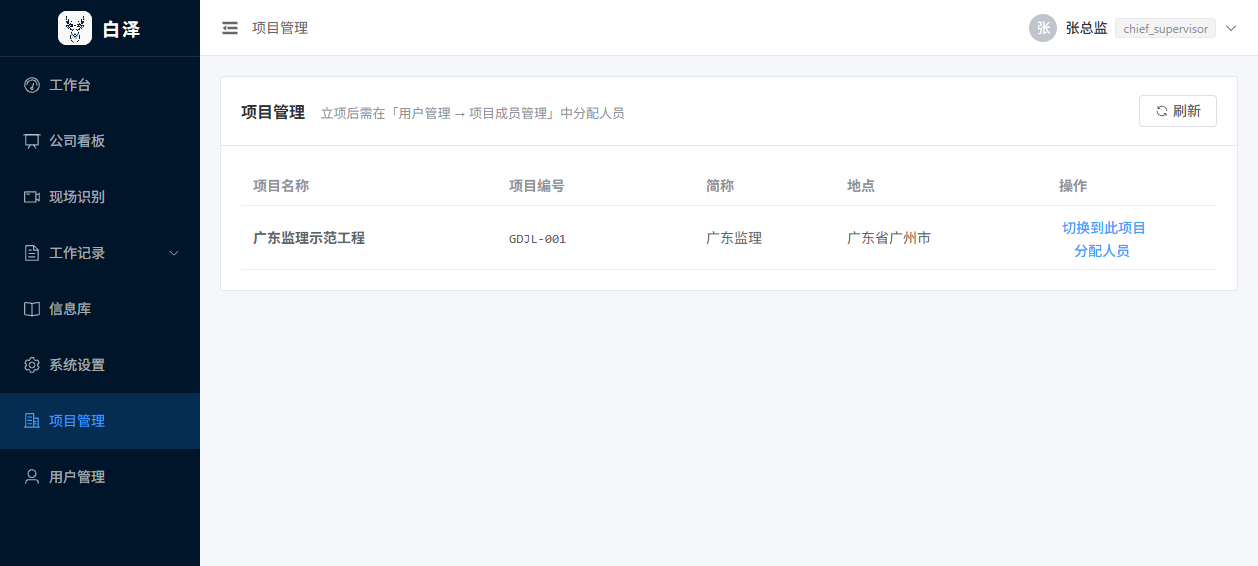 白泽
项目管理
张 张总监 chief_supervisor
工作台
公司看板
现场识别
工作记录
信息库
系统设置
项目管理
用户管理
项目管理 立项后需在「用户管理 → 项目成员管理」中分配人员
刷新
项目名称 项目编号 简称 地点 操作
广东监理示范工程 GDJL-001 广东监理 广东省广州市 切换到此项目
分配人员